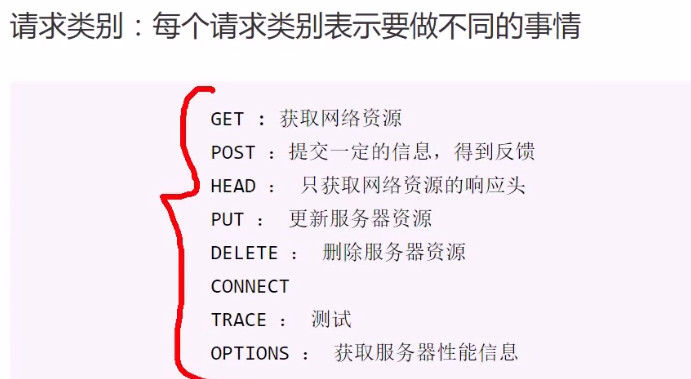 请求类别：每个请求类别表示要做不同的事情
GET : 获取网络资源
POST ：提交一定的信息，得到反馈
HEAD ： 只获取网络资源的响应头
PUT ： 更新服务器资源
DELETE ： 删除服务器资源
CONNECT
TRACE ： 测试
OPTIONS ： 获取服务器性能信息